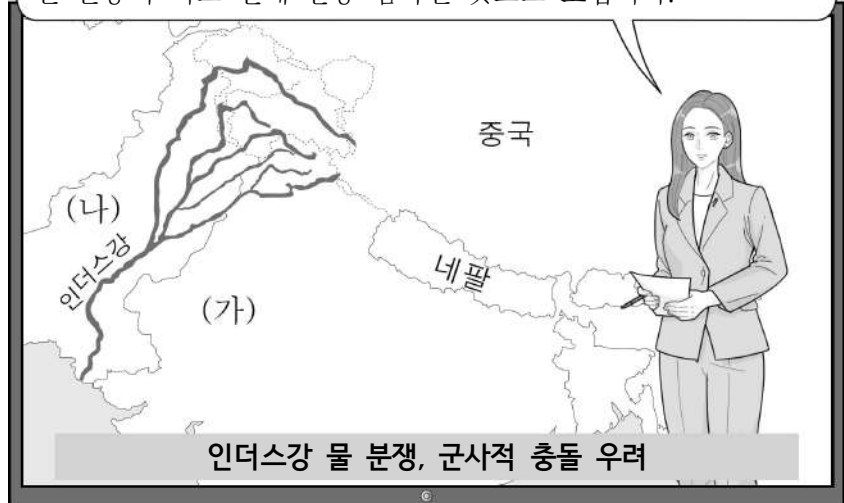 중국
(나)
인더스강
네팔
(가)
인더스강 물 분쟁, 군사적 충돌 우려